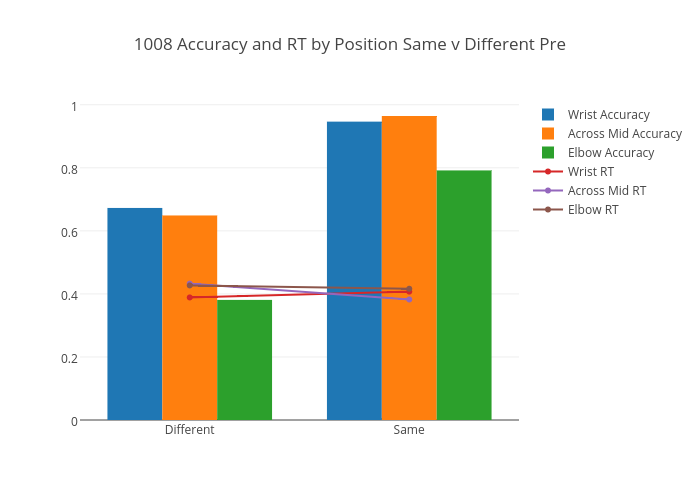 1008 Accuracy and RT by Position Same v Different Pre
1
0.8
0.6
0.4
0.2
0
Different
Same
Wrist Accuracy
Across Mid Accuracy
Elbow Accuracy
Wrist RT
Across Mid RT
Elbow RT